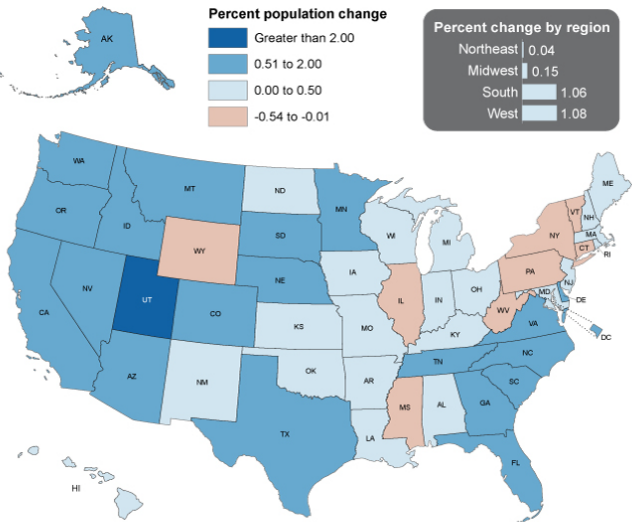 Percent population change
Greater than 2.00
0.51 to 2.00
0.00 to 0.50
-0.54 to -0.01
Percent change by region
Northeast 0.04
Midwest 0.15
South 1.06
West 1.08
AK
WA
MT
ND
MN
ME
OR
ID
SD
WI
MI
VT
NH
NY
MA
CT
RI
WY
NE
IA
PA
NJ
NV
UT
CO
IL
IN
OH
MD
DE
CA
KS
MO
WV
VA
KY
DC
AZ
NM
OK
AR
TN
NC
SC
TX
LA
MS
AL
GA
FL
HI